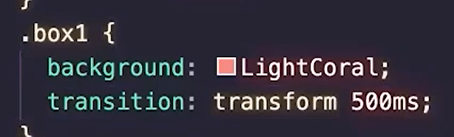 }
.box1 {
background: LightCoral;
transition: transform 500ms;
}